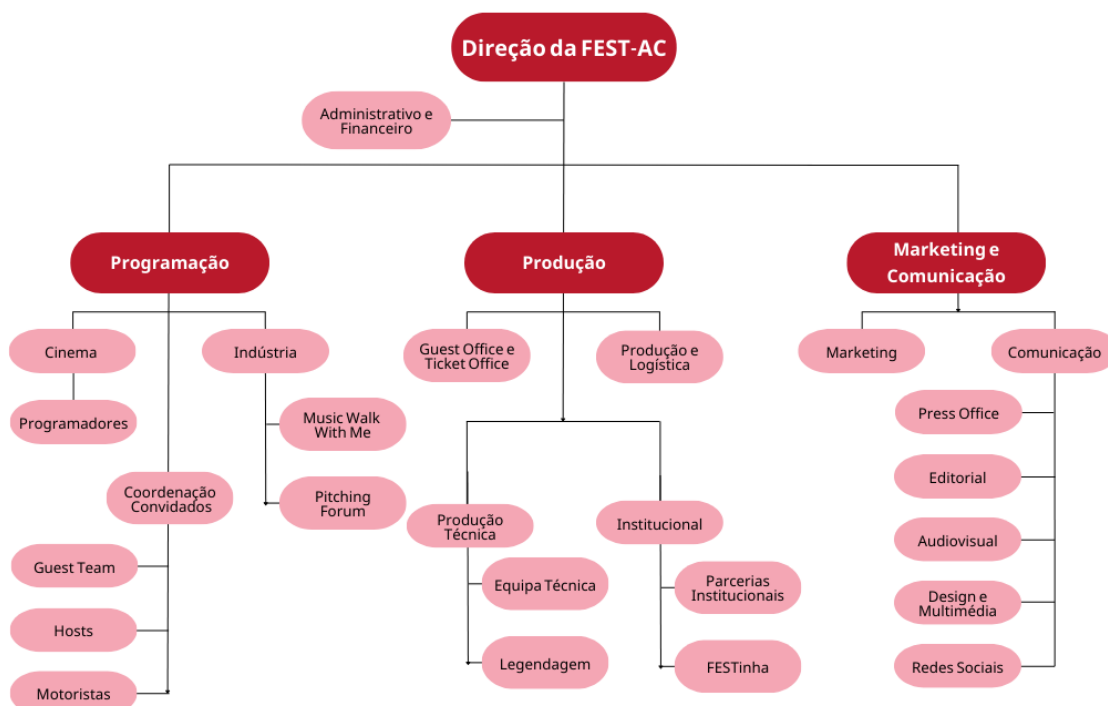 Direção da FEST-AC
Administrativo e
Financeiro
Programação
Produção
Marketing e
Comunicação
Cinema
Indústria
Guest Office e
Ticket Office
Produção e
Logística
Marketing
Comunicação
Programadores
Music Walk
With Me
Press Office
Coordenação
Convidados
Pitching
Forum
Produção
Técnica
Institucional
Editorial
Audiovisual
Guest Team
Equipa Técnica
Parcerias
Institucionais
Design e
Multimédia
Hosts
Legendagem
FESTinha
Redes Sociais
Motoristas